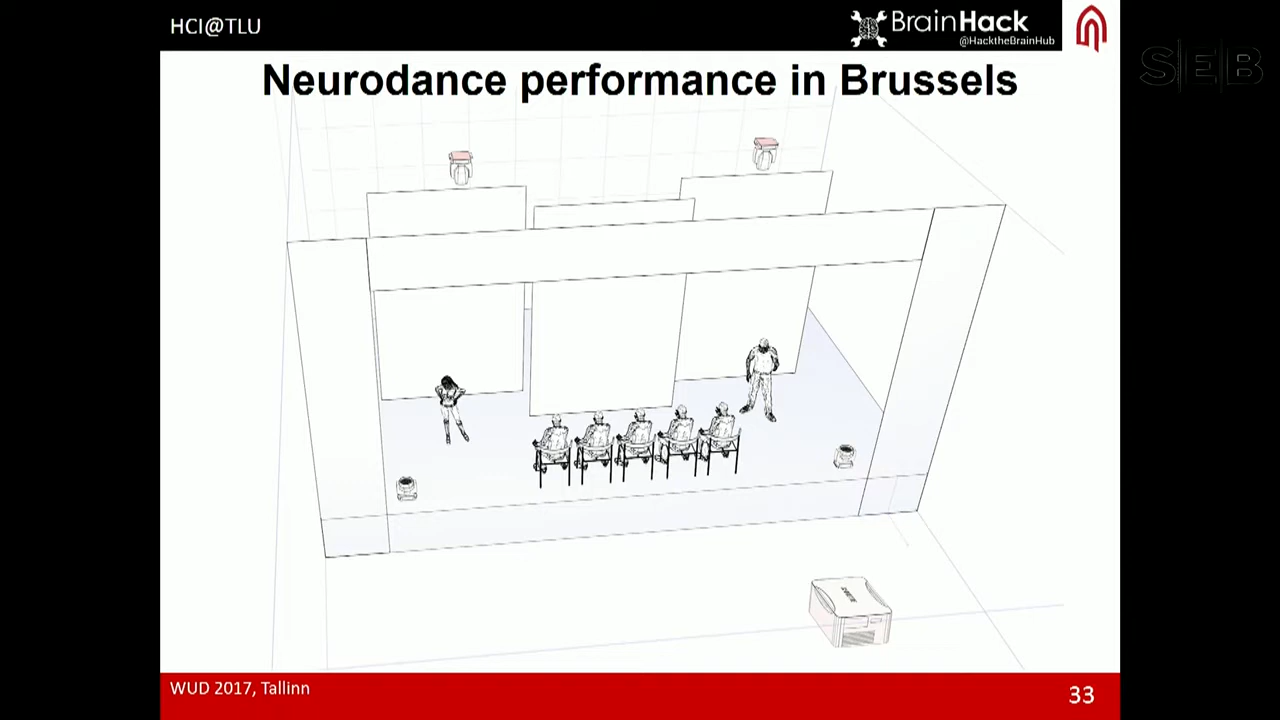 HCI@TLU
BrainHack
@HacktheBrainHub
SEB
Neurodance performance in Brussels
WUD 2017, Tallinn
33